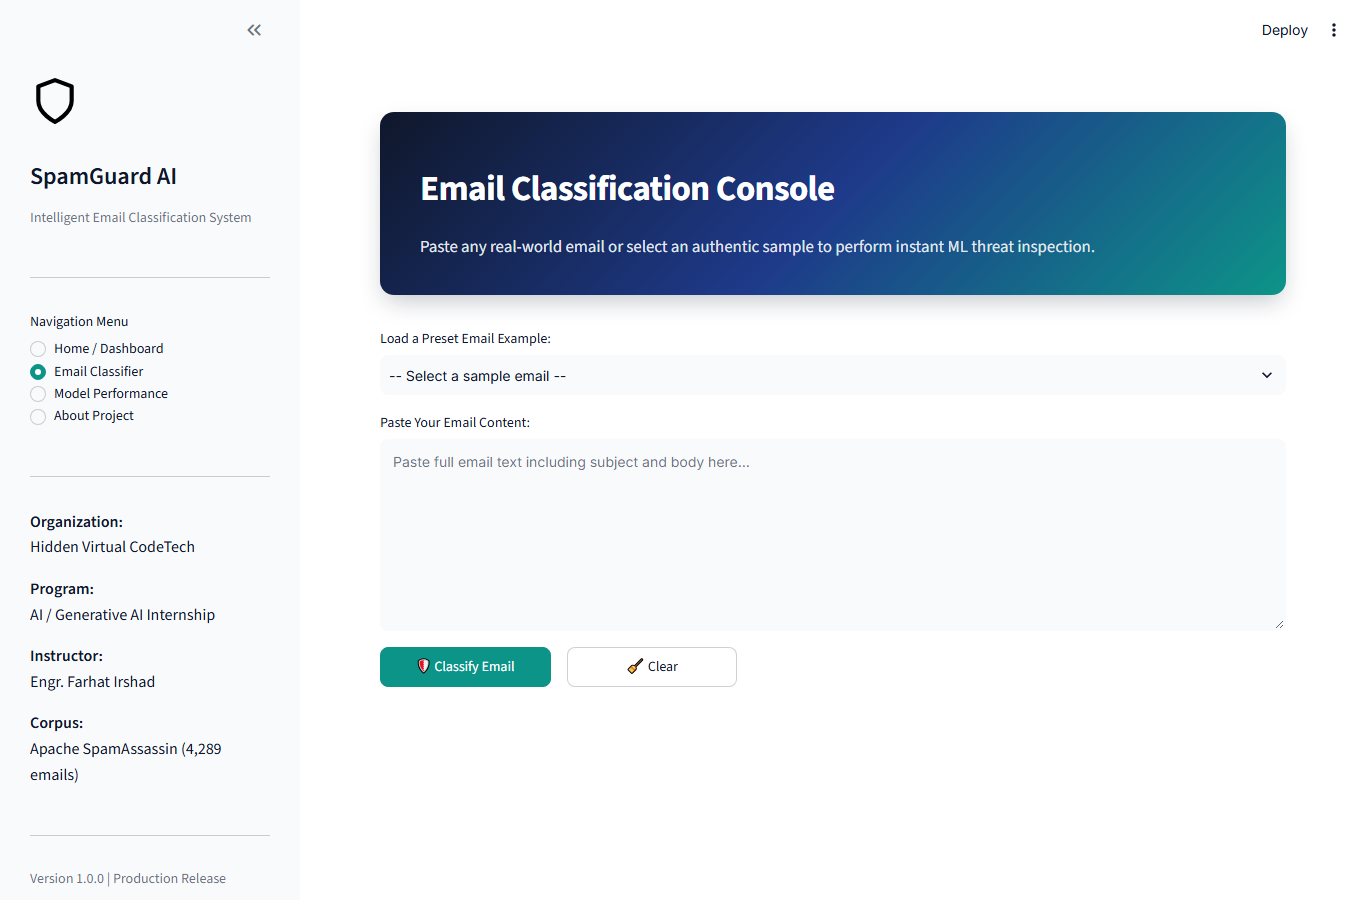 Deploy
SpamGuard AI
Intelligent Email Classification System
Navigation Menu
Home / Dashboard
Email Classifier
Model Performance
About Project
Organization:
Hidden Virtual CodeTech
Program:
AI / Generative AI Internship
Instructor:
Engr. Farhat Irshad
Corpus:
Apache SpamAssassin (4,289
emails)
Version 1.0.0 | Production Release
Email Classification Console
Paste any real-world email or select an authentic sample to perform instant ML threat inspection.
Load a Preset Email Example:
-- Select a sample email --
Paste Your Email Content:
Paste full email text including subject and body here...
Classify Email
Clear